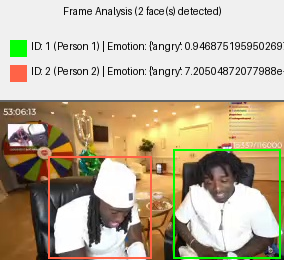 Frame Analysis (2 face(s) detected)
ID: 1 (Person 1) | Emotion: {'angry': 0.9468751959502697
ID: 2 (Person 2) | Emotion: {'angry': 7.20504872077988e-
53:06:13